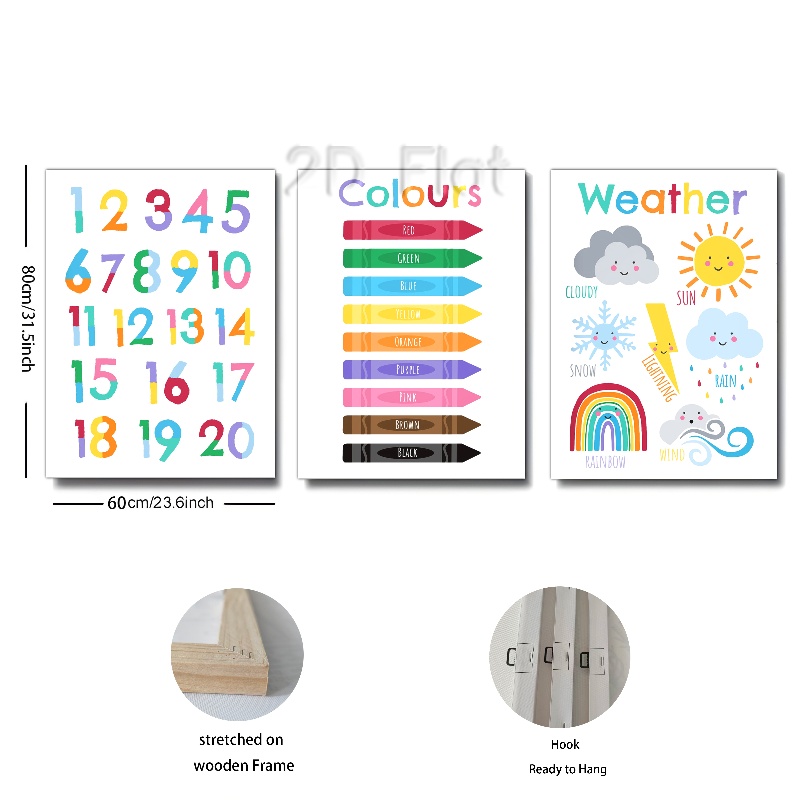 2D Flat
80cm/31.5inch
1 2 3 4 5
6 7 8 9 10
11 12 13 14
15 16 17
18 19 20
60cm/23.6inch
Colours
RED
GREEN
BLUE
YELLOW
ORANGE
PURPLE
PINK
BROWN
BLACK
Weather
CLOUDY
SUN
SNOW
LIGHTNING
RAIN
RAINBOW
WIND
stretched on
wooden Frame
Hook
Ready to Hang